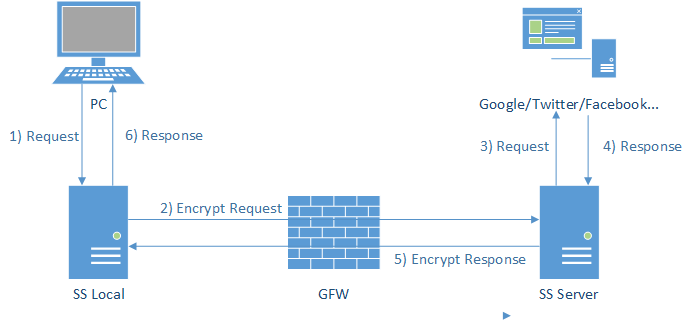 PC
Google/Twitter/Facebook...
1) Request
6) Response
3) Request
4) Response
2) Encrypt Request
5) Encrypt Response
SS Local
GFW
SS Server